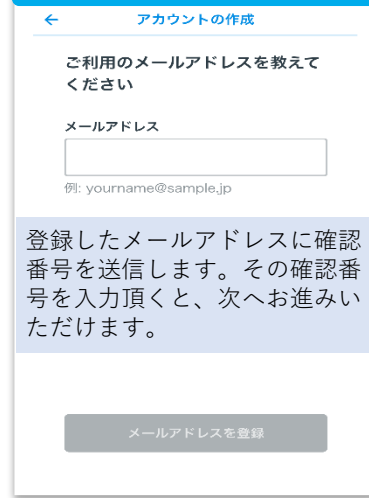 ← アカウントの作成
ご利用のメールアドレスを教えて
ください
メールアドレス
例: yourname@sample.jp
登録したメールアドレスに確認
番号を送信します。その確認番
号を入力頂くと、次へお進みい
ただけます。
メールアドレスを登録